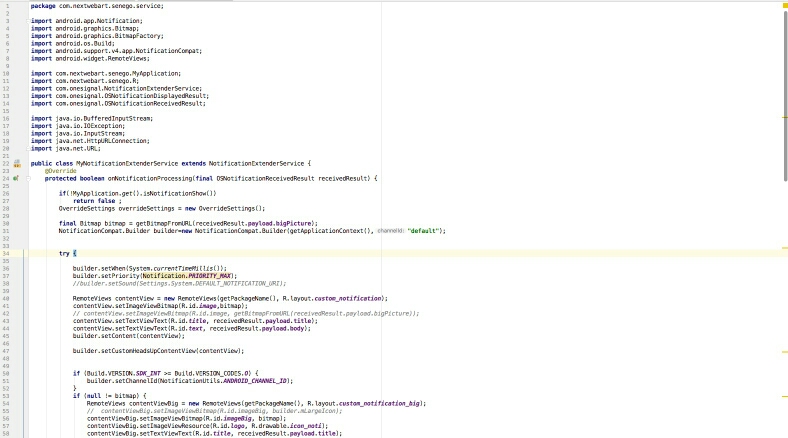 1 package com.nextwebart.senego.service;
2
3 import android.app.Notification;
4 import android.graphics.Bitmap;
5 import android.graphics.BitmapFactory;
6 import android.os.Build;
7 import android.support.v4.app.NotificationCompat;
8 import android.widget.RemoteViews;
9
10 import com.nextwebart.senego.MyApplication;
11 import com.nextwebart.senego.R;
12 import com.onesignal.NotificationExtenderService;
13 import com.onesignal.OSNotificationDisplayedResult;
14 import com.onesignal.OSNotificationReceivedResult;
15
16 import java.io.BufferedInputStream;
17 import java.io.IOException;
18 import java.io.InputStream;
19 import java.net.HttpURLConnection;
20 import java.net.URL;
21
22 public class MyNotificationExtenderService extends NotificationExtenderService {
23 @Override
24 protected boolean onNotificationProcessing(final OSNotificationReceivedResult receivedResult) {
25
26 if(!MyApplication.get().isNotificationShow())
27 return false ;
28 OverrideSettings overrideSettings = new OverrideSettings();
29
30 final Bitmap bitmap = getBitmapFromURL(receivedResult.payload.bigPicture);
31 NotificationCompat.Builder builder=new NotificationCompat.Builder(getApplicationContext(), channelId: "default");
32
33
34 try {
35
36 builder.setWhen(System.currentTimeMillis());
37 builder.setPriority(Notification.PRIORITY_MAX);
38 //builder.setSound(Settings.System.DEFAULT_NOTIFICATION_URI);
39
40 RemoteViews contentView = new RemoteViews(getPackageName(), R.layout.custom_notification);
41 contentView.setImageViewBitmap(R.id.image,bitmap);
42 // contentView.setImageViewBitmap(R.id.image, getBitmapFromURL(receivedResult.payload.bigPicture));
43 contentView.setTextViewText(R.id.title, receivedResult.payload.title);
44 contentView.setTextViewText(R.id.text, receivedResult.payload.body);
45 builder.setContent(contentView);
46
47 builder.setCustomHeadsUpContentView(contentView);
48
49
50 if (Build.VERSION.SDK_INT >= Build.VERSION_CODES.O) {
51 builder.setChannelId(NotificationUtils.ANDROID_CHANNEL_ID);
52 }
53 if (null != bitmap) {
54 RemoteViews contentViewBig = new RemoteViews(getPackageName(), R.layout.custom_notification_big);
55 // contentViewBig.setImageViewBitmap(R.id.imageBig, builder.mLargeIcon);
56 contentViewBig.setImageViewBitmap(R.id.imageBig, bitmap);
57 contentViewBig.setImageViewResource(R.id.logo, R.drawable.icon_noti);
58 contentViewBig.setTextViewText(R.id.title, receivedResult.payload.title);